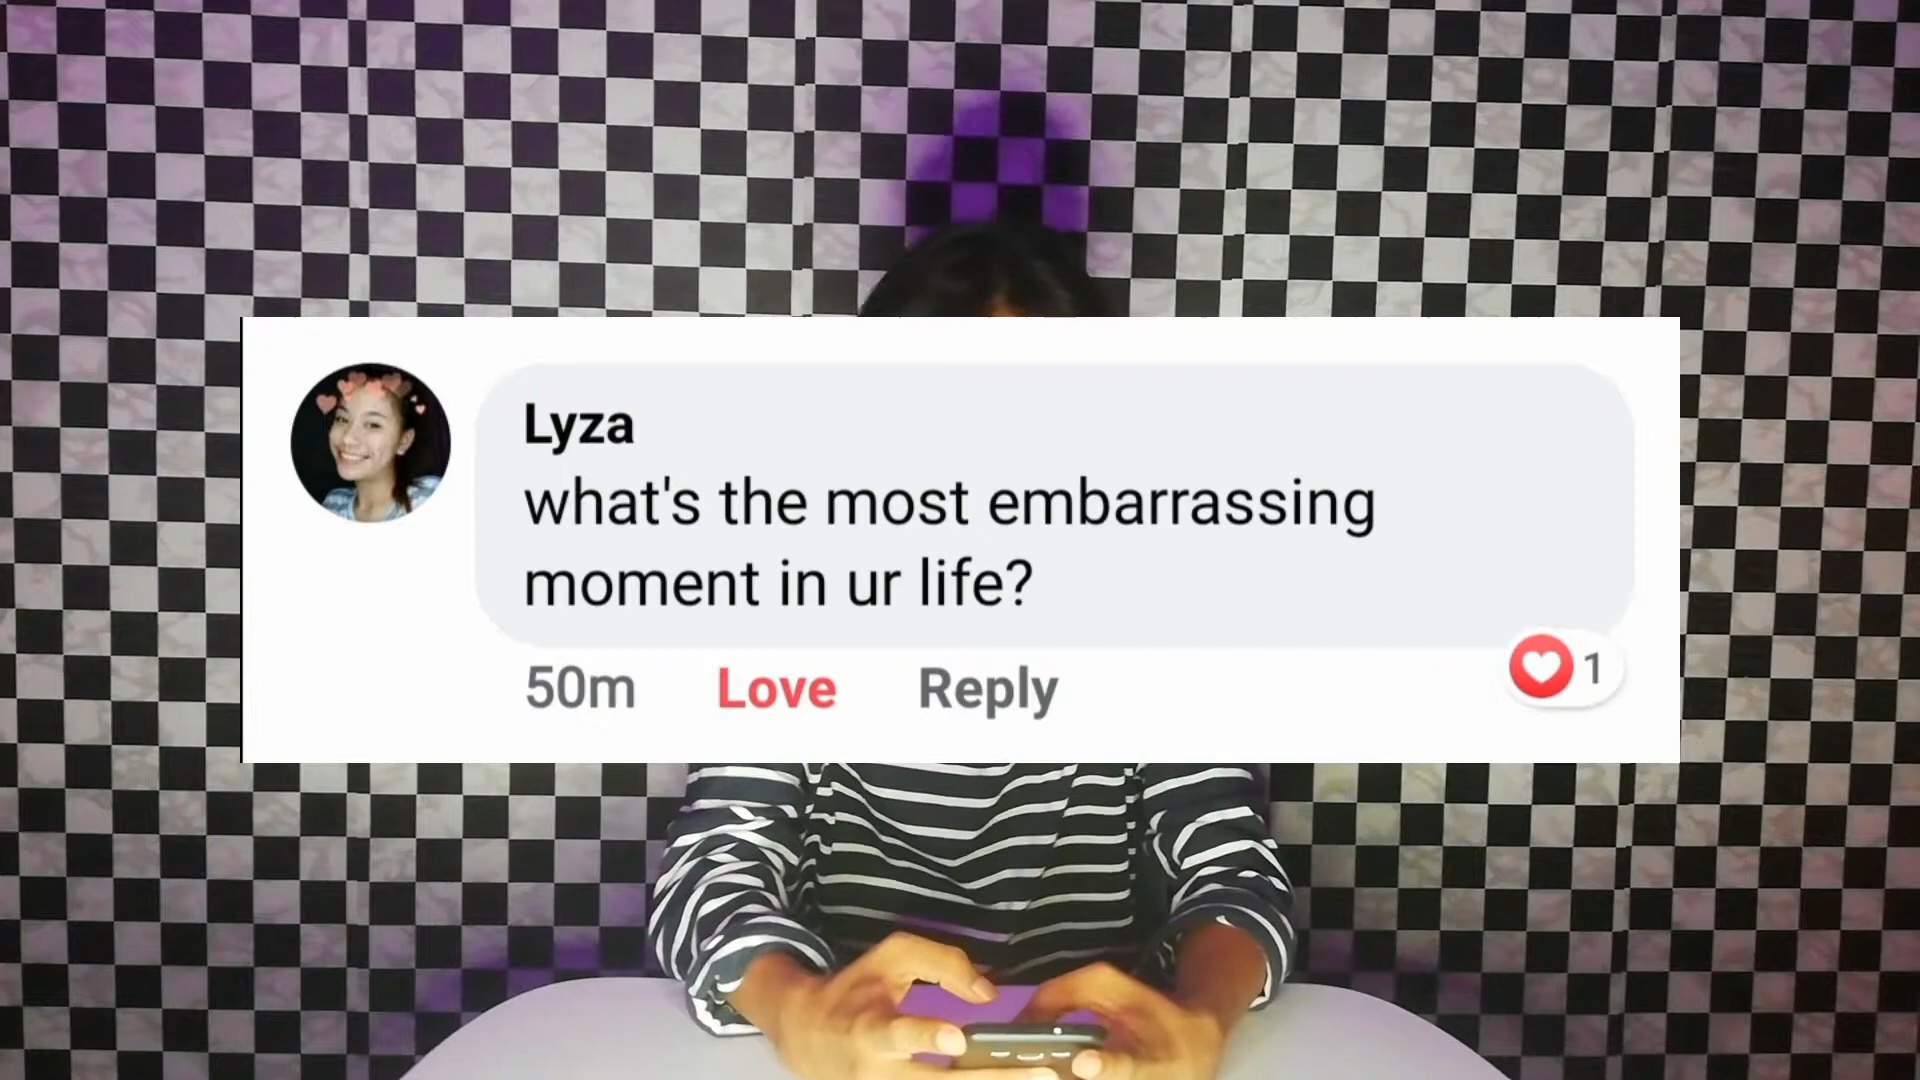 Lyza
what's the most embarrassing
moment in ur life?
50m Love Reply
1